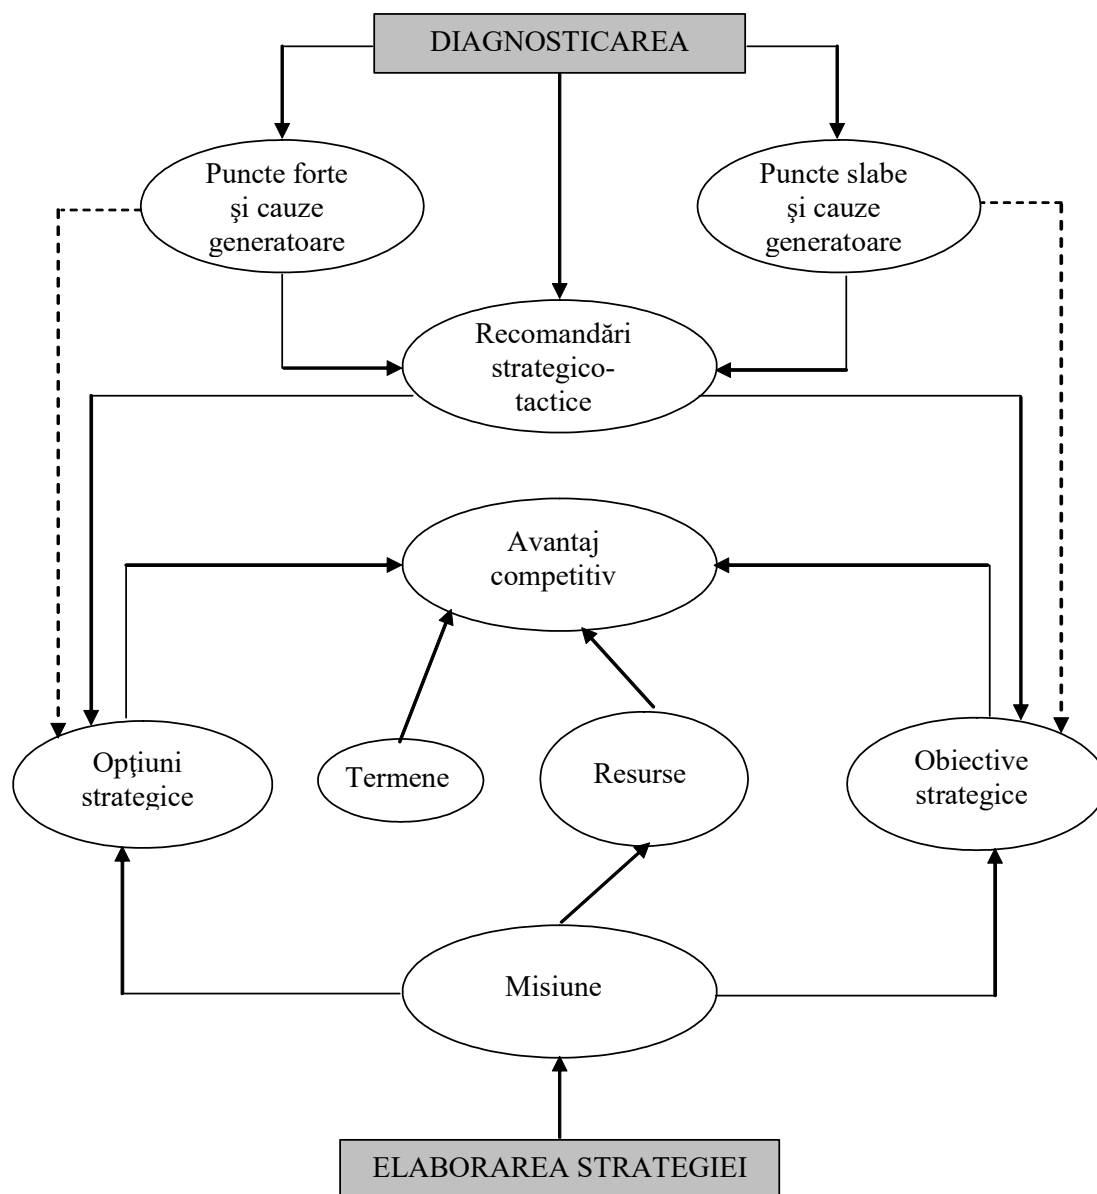 DIAGNOSTICAREA
Puncte forte
şi cauze
generatoare
Puncte slabe
şi cauze
generatoare
Recomandări
strategico-
tactice
Avantaj
competitiv
Opţiuni
strategice
Termene
Resurse
Obiective
strategice
Misiune
ELABORAREA STRATEGIEI